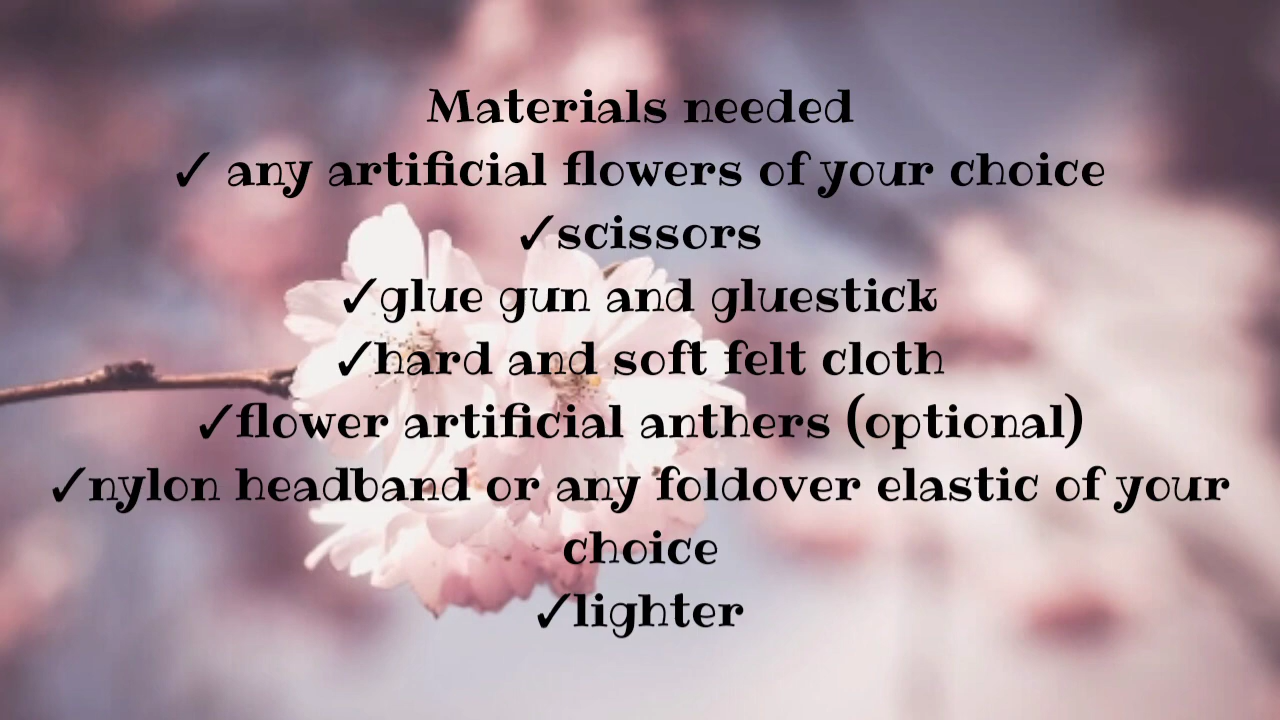 Materials needed
✓ any artificial flowers of your choice
✓scissors
✓glue gun and gluestick
✓hard and soft felt cloth
✓flower artificial anthers (optional)
✓nylon headband or any foldover elastic of your
choice
✓lighter